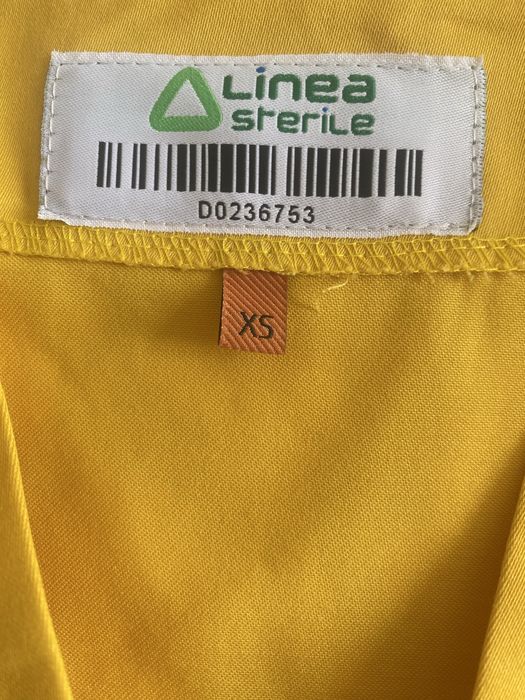 Linea
sterile
D0236753
XS